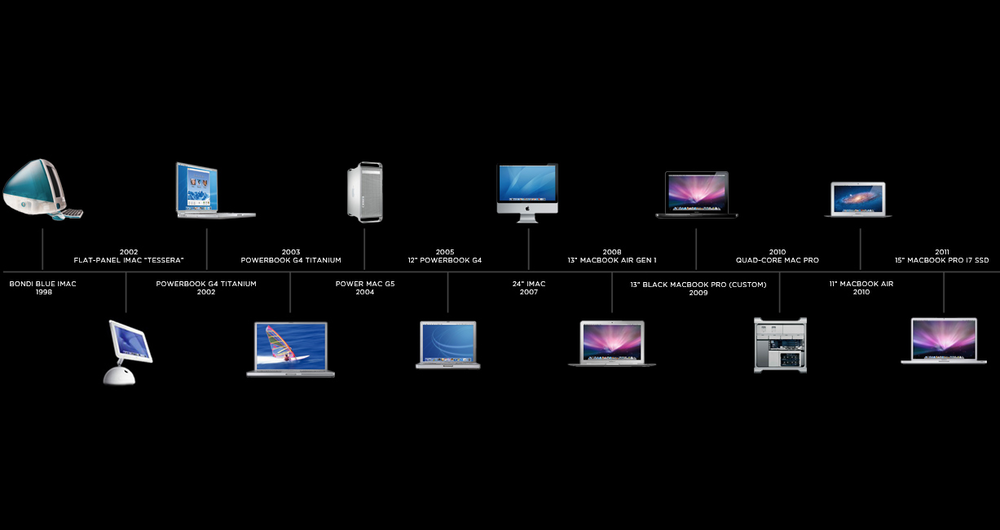 2002
FLAT-PANEL IMAC "TESSERA"
2003
POWERBOOK G4 TITANIUM
2005
12" POWERBOOK G4
2008
13" MACBOOK AIR GEN 1
2010
QUAD-CORE MAC PRO
2011
15" MACBOOK PRO I7 SSD
BONDI BLUE IMAC
1998
POWERBOOK G4 TITANIUM
2002
POWER MAC G5
2004
24" IMAC
2007
13" BLACK MACBOOK PRO (CUSTOM)
2009
11" MACBOOK AIR
2010